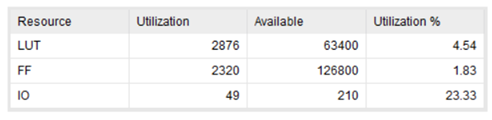 Resource Utilization Available Utilization %
LUT 2876 63400 4.54
FF 2320 126800 1.83
IO 49 210 23.33